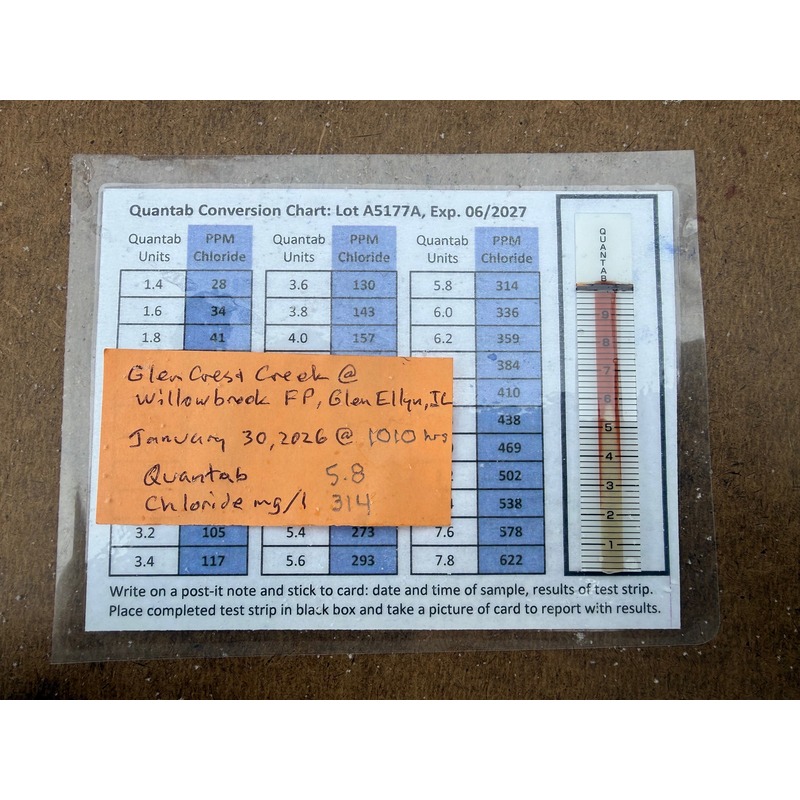 Quantab Conversion Chart: Lot A5177A, Exp. 06/2027
Quantab Units PPM Chloride Quantab Units PPM Chloride Quantab Units PPM Chloride
1.4 28 3.6 130 5.8 314
1.6 34 3.8 143 6.0 336
1.8 41 4.0 157 6.2 359
384
410
438
469
502
538
3.2 105 5.4 273 7.6 578
3.4 117 5.6 293 7.8 622
Glen Crest Creek @
Willowbrook FP, Glen Ellyn, IL
January 30, 2026 @ 1010 hrs
Quantab 5.8
Chloride mg/l 314
QUANTAB
9
8
7
6
5
4
3
2
1
Write on a post-it note and stick to card: date and time of sample, results of test strip.
Place completed test strip in black box and take a picture of card to report with results.